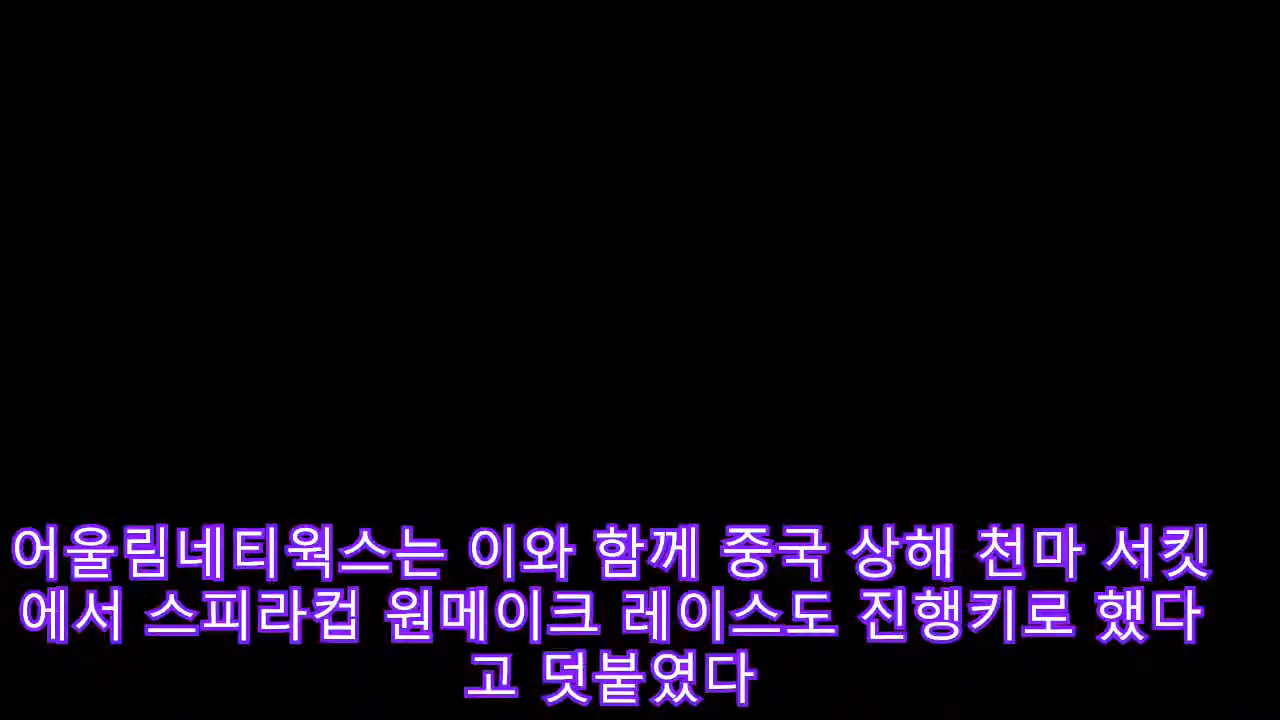 어울림네티웍스는 이와 함께 중국 상해 천마 서킷
에서 스피라컵 원메이크 레이스도 진행키로 했다
고 덧붙였다